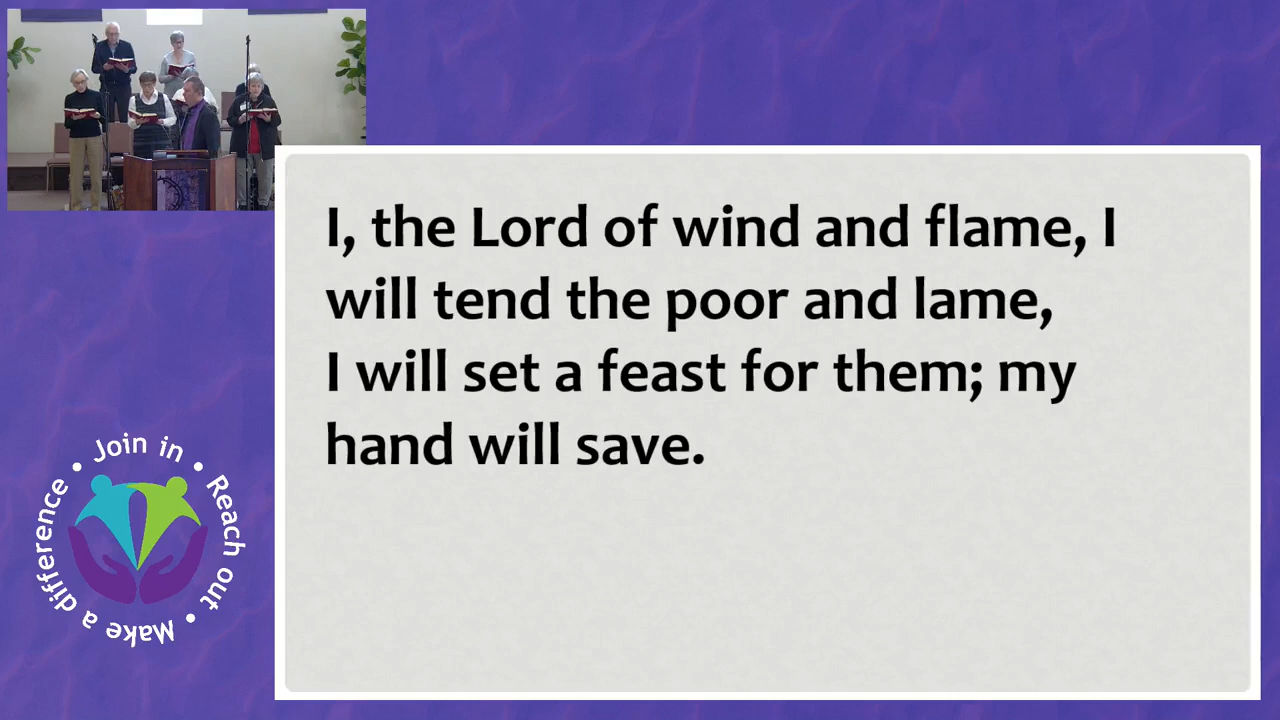 I, the Lord of wind and flame, I
will tend the poor and lame,
I will set a feast for them; my
hand will save.
Join in • Reach out • Make a difference •